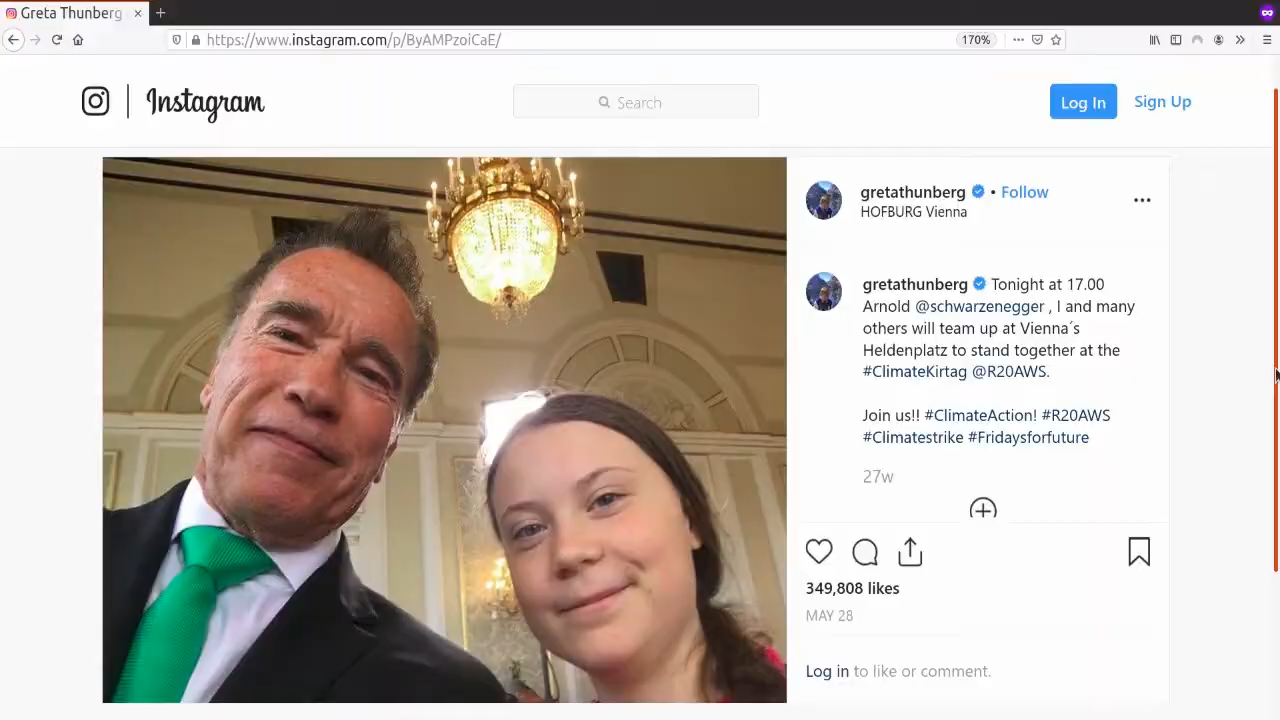 Greta Thunberg
https://www.instagram.com/p/ByAMPzoiCaE/
170%
Instagram
Search
Log In
Sign Up
gretathunberg • Follow
HOFBURG Vienna
gretathunberg Tonight at 17.00
Arnold @schwarzenegger , I and many
others will team up at Vienna´s
Heldenplatz to stand together at the
#ClimateKirtag @R20AWS.
Join us!! #ClimateAction! #R20AWS
#Climatestrike #Fridaysforfuture
27w
349,808 likes
MAY 28
Log in to like or comment.